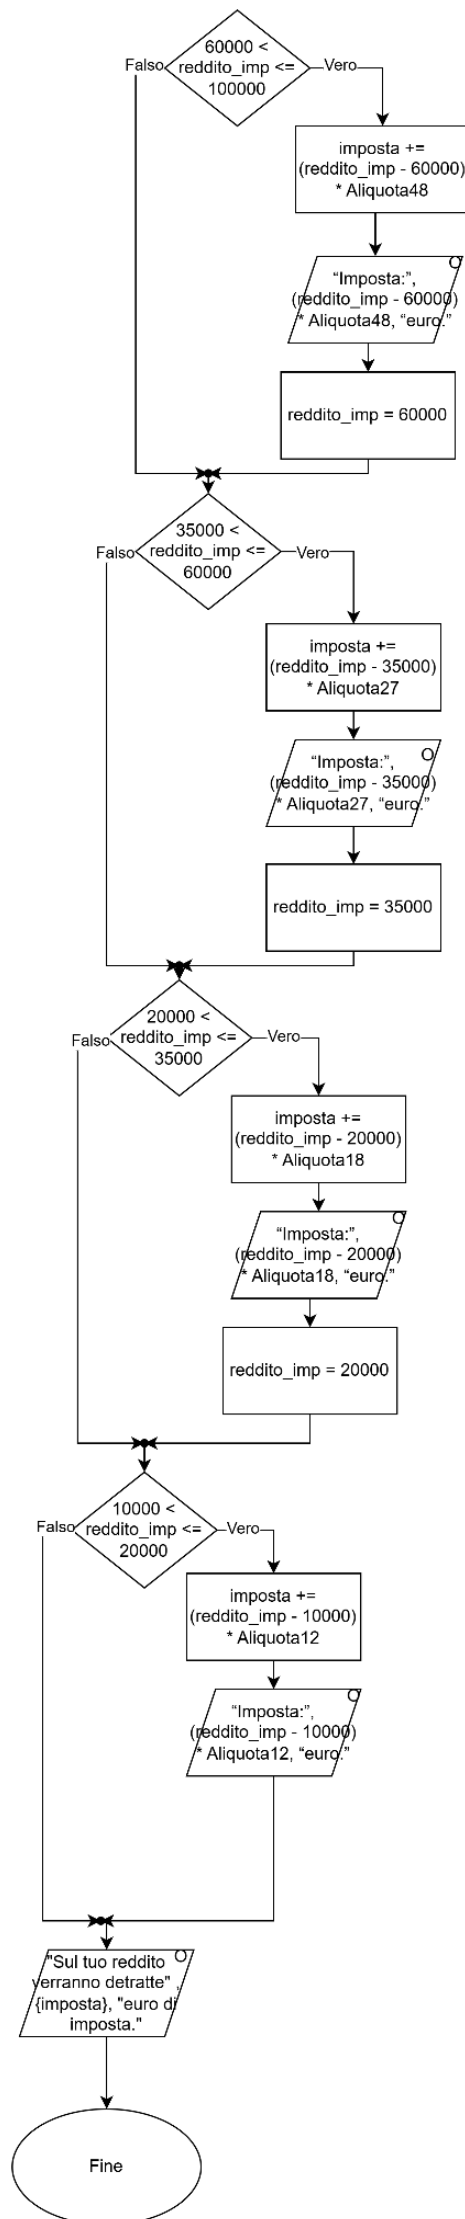 60000 <
Falso
reddito_imp <=
Vero
100000
imposta +=
(reddito_imp - 60000)
* Aliquota48
O
“Imposta:”,
(reddito_imp - 60000)
* Aliquota48, “euro.”
reddito_imp = 60000
35000 <
Falso
reddito_imp <=
Vero
60000
imposta +=
(reddito_imp - 35000)
* Aliquota27
O
“Imposta:”,
(reddito_imp - 35000)
* Aliquota27, “euro.”
reddito_imp = 35000
20000 <
Falso
reddito_imp <=
Vero
35000
imposta +=
(reddito_imp - 20000)
* Aliquota18
O
“Imposta:”,
(reddito_imp - 20000)
* Aliquota18, “euro.”
reddito_imp = 20000
10000 <
Falso
reddito_imp <=
Vero
20000
imposta +=
(reddito_imp - 10000)
* Aliquota12
O
“Imposta:”,
(reddito_imp - 10000)
* Aliquota12, “euro.”
O
"Sul tuo reddito
verranno detratte" ,
{imposta}, "euro di
imposta."
Fine